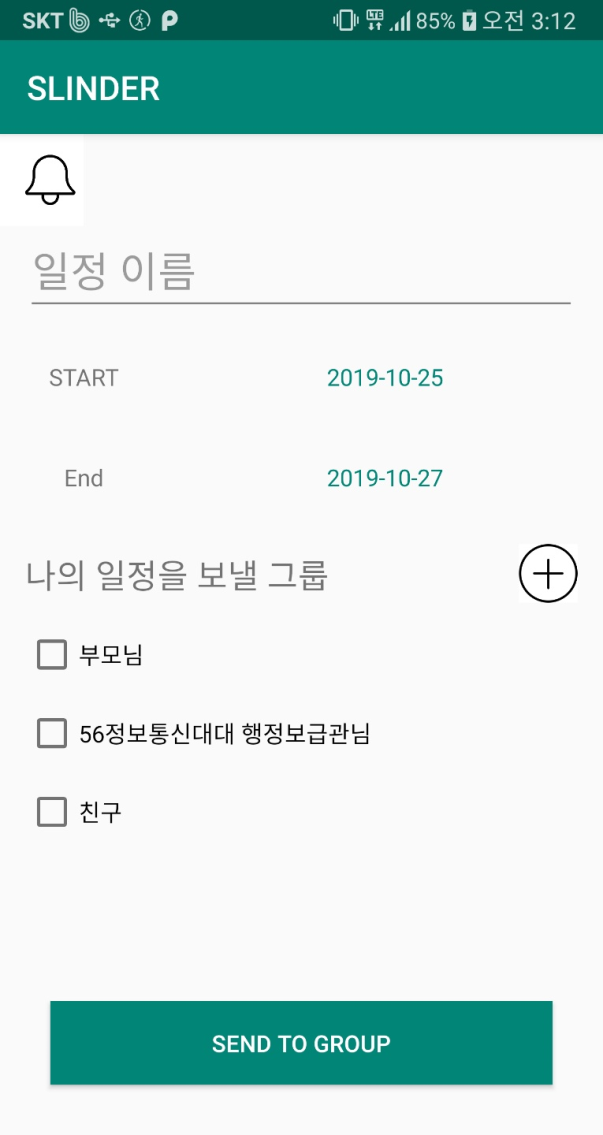 SKT 85% 오전 3:12
SLINDER
일정 이름
START 2019-10-25
End 2019-10-27
나의 일정을 보낼 그룹
부모님
56정보통신대대 행정보급관님
친구
SEND TO GROUP